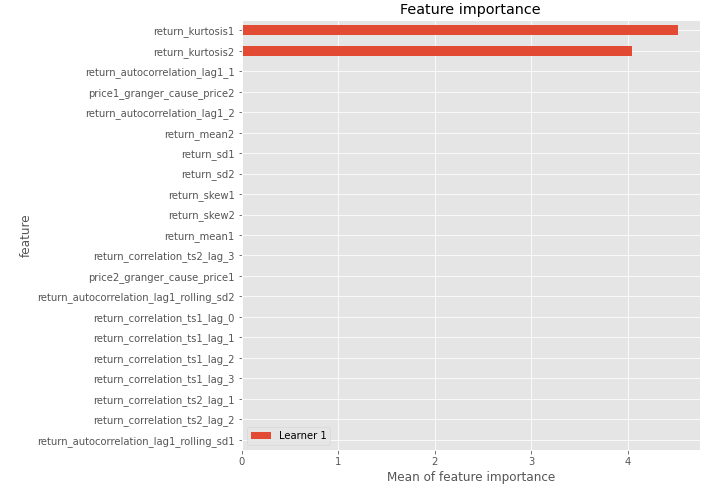 Feature importance
return_kurtosis1
return_kurtosis2
return_autocorrelation_lag1_1
price1_granger_cause_price2
return_autocorrelation_lag1_2
return_mean2
return_sd1
return_sd2
return_skew1
return_skew2
return_mean1
return_correlation_ts2_lag_3
price2_granger_cause_price1
return_autocorrelation_lag1_rolling_sd2
return_correlation_ts1_lag_0
return_correlation_ts1_lag_1
return_correlation_ts1_lag_2
return_correlation_ts1_lag_3
return_correlation_ts2_lag_1
return_correlation_ts2_lag_2
return_autocorrelation_lag1_rolling_sd1
feature
Learner 1
0 1 2 3 4
Mean of feature importance